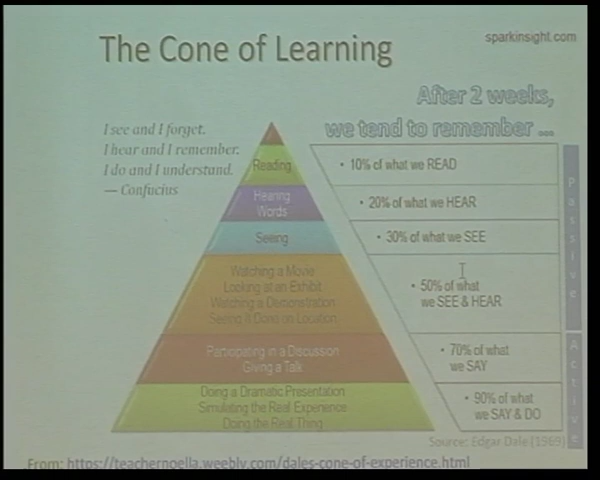 The Cone of Learning
sparkinsight.com
After 2 weeks,
we tend to remember ...
I see and I forget.
I hear and I remember.
I do and I understand.
— Confucius
Reading
• 10% of what we READ
Hearing
Words
• 20% of what we HEAR
Seeing
• 30% of what we SEE
Watching a Movie
Looking at an Exhibit
Watching a Demonstration
Seeing It Done on Location
• 50% of what
we SEE & HEAR
Participating in a Discussion
Giving a Talk
• 70% of what
we SAY
Doing a Dramatic Presentation
Simulating the Real Experience
Doing the Real Thing
• 90% of what
we SAY & DO
Passive
Active
Source: Edgar Dale (1969)
From: https://teachernoella.weebly.com/dales-cone-of-experience.html